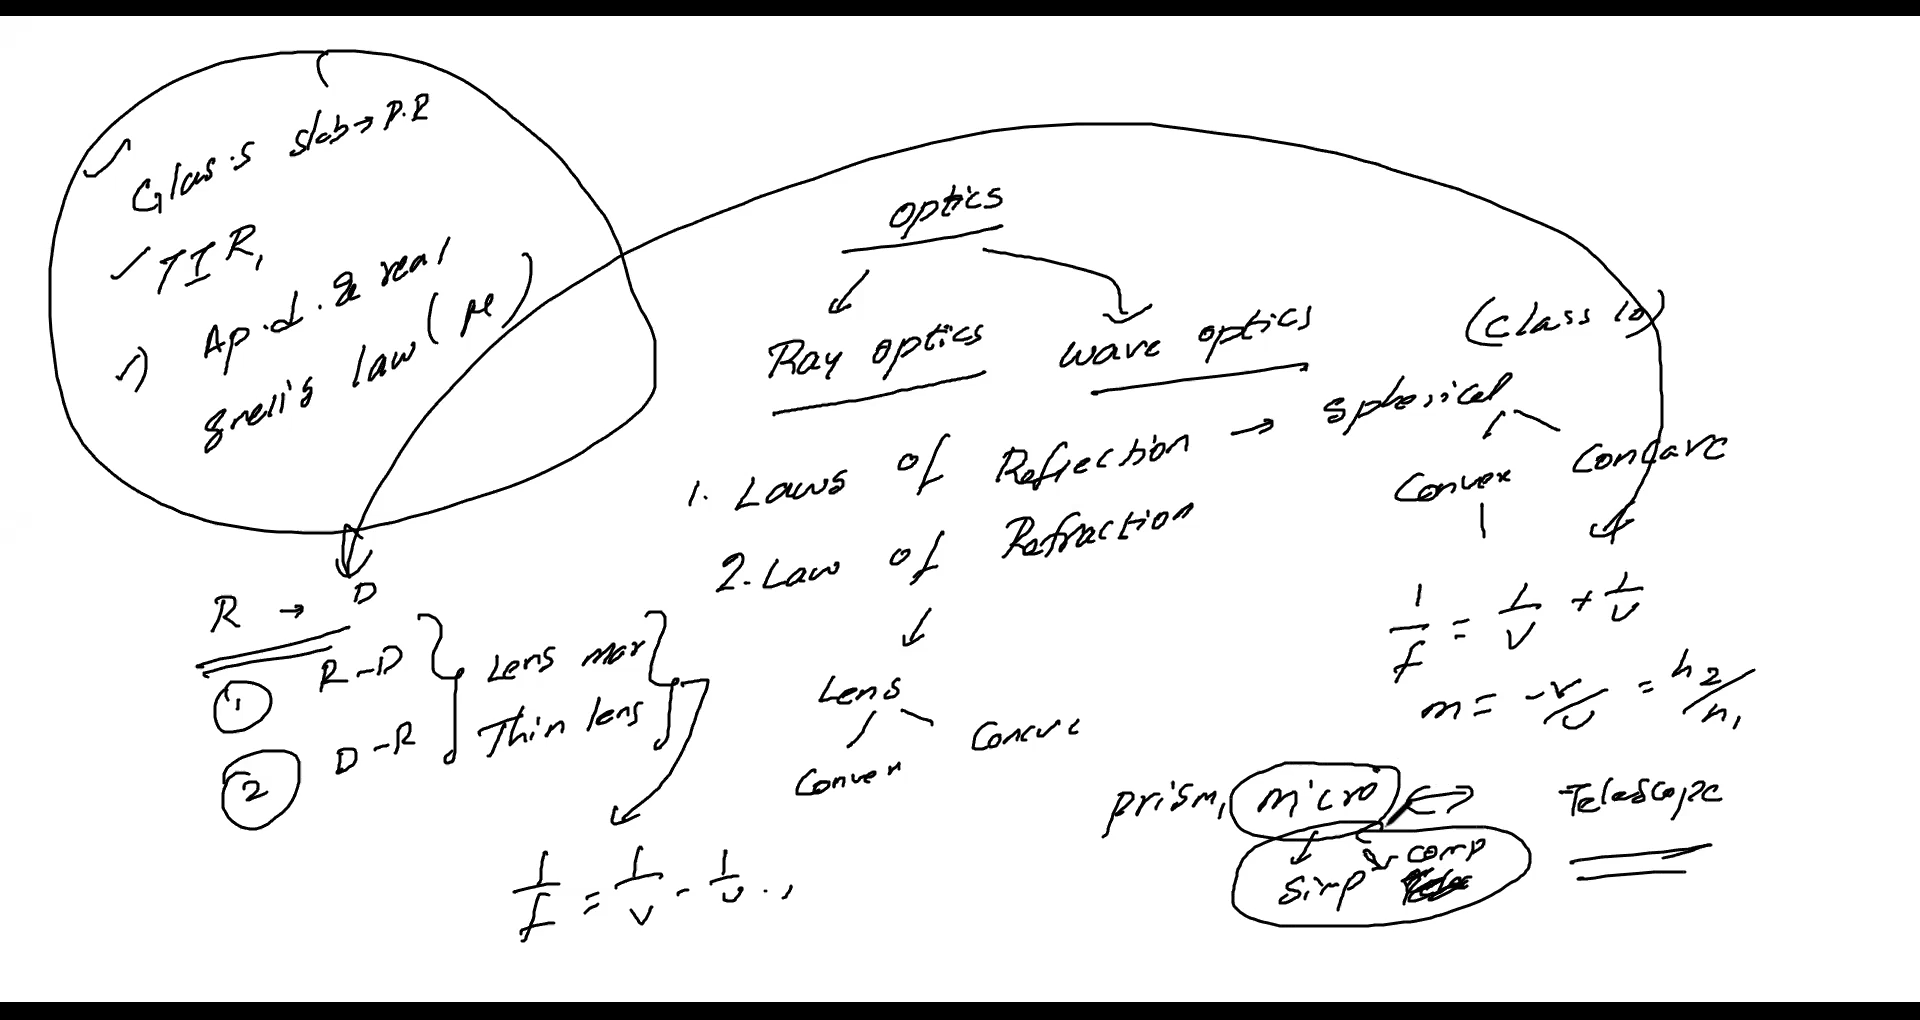 Glass slab → P.R
TIR,
Ap.d. & real
snell's law (μ)
optics
Ray optics
wave optics
(class 10)
1. Laws of Reflection → spherical
Convex
Concave
2. Law of Refraction
Lens
Convex
Concave
1/f = 1/v + 1/u
m = -v/u = h2/h1
R → D
① R-D
② D-R
Lens mar
Thin lens
1/f = 1/v - 1/u .,
prism, micro ↔ Telescope
simp
comp